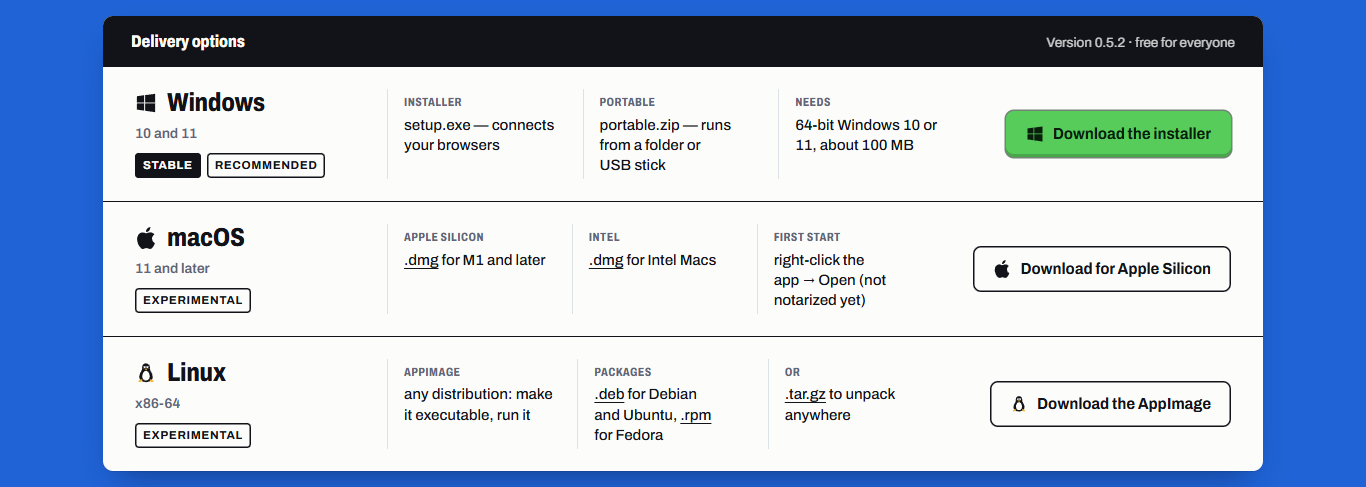 Delivery options
Version 0.5.2 · free for everyone
Windows
10 and 11
STABLE
RECOMMENDED
INSTALLER
setup.exe — connects
your browsers
PORTABLE
portable.zip — runs
from a folder or
USB stick
NEEDS
64-bit Windows 10 or
11, about 100 MB
Download the installer
macOS
11 and later
EXPERIMENTAL
APPLE SILICON
.dmg for M1 and later
INTEL
.dmg for Intel Macs
FIRST START
right-click the
app → Open (not
notarized yet)
Download for Apple Silicon
Linux
x86-64
EXPERIMENTAL
APPIMAGE
any distribution: make
it executable, run it
PACKAGES
.deb for Debian
and Ubuntu, .rpm
for Fedora
OR
.tar.gz to unpack
anywhere
Download the AppImage